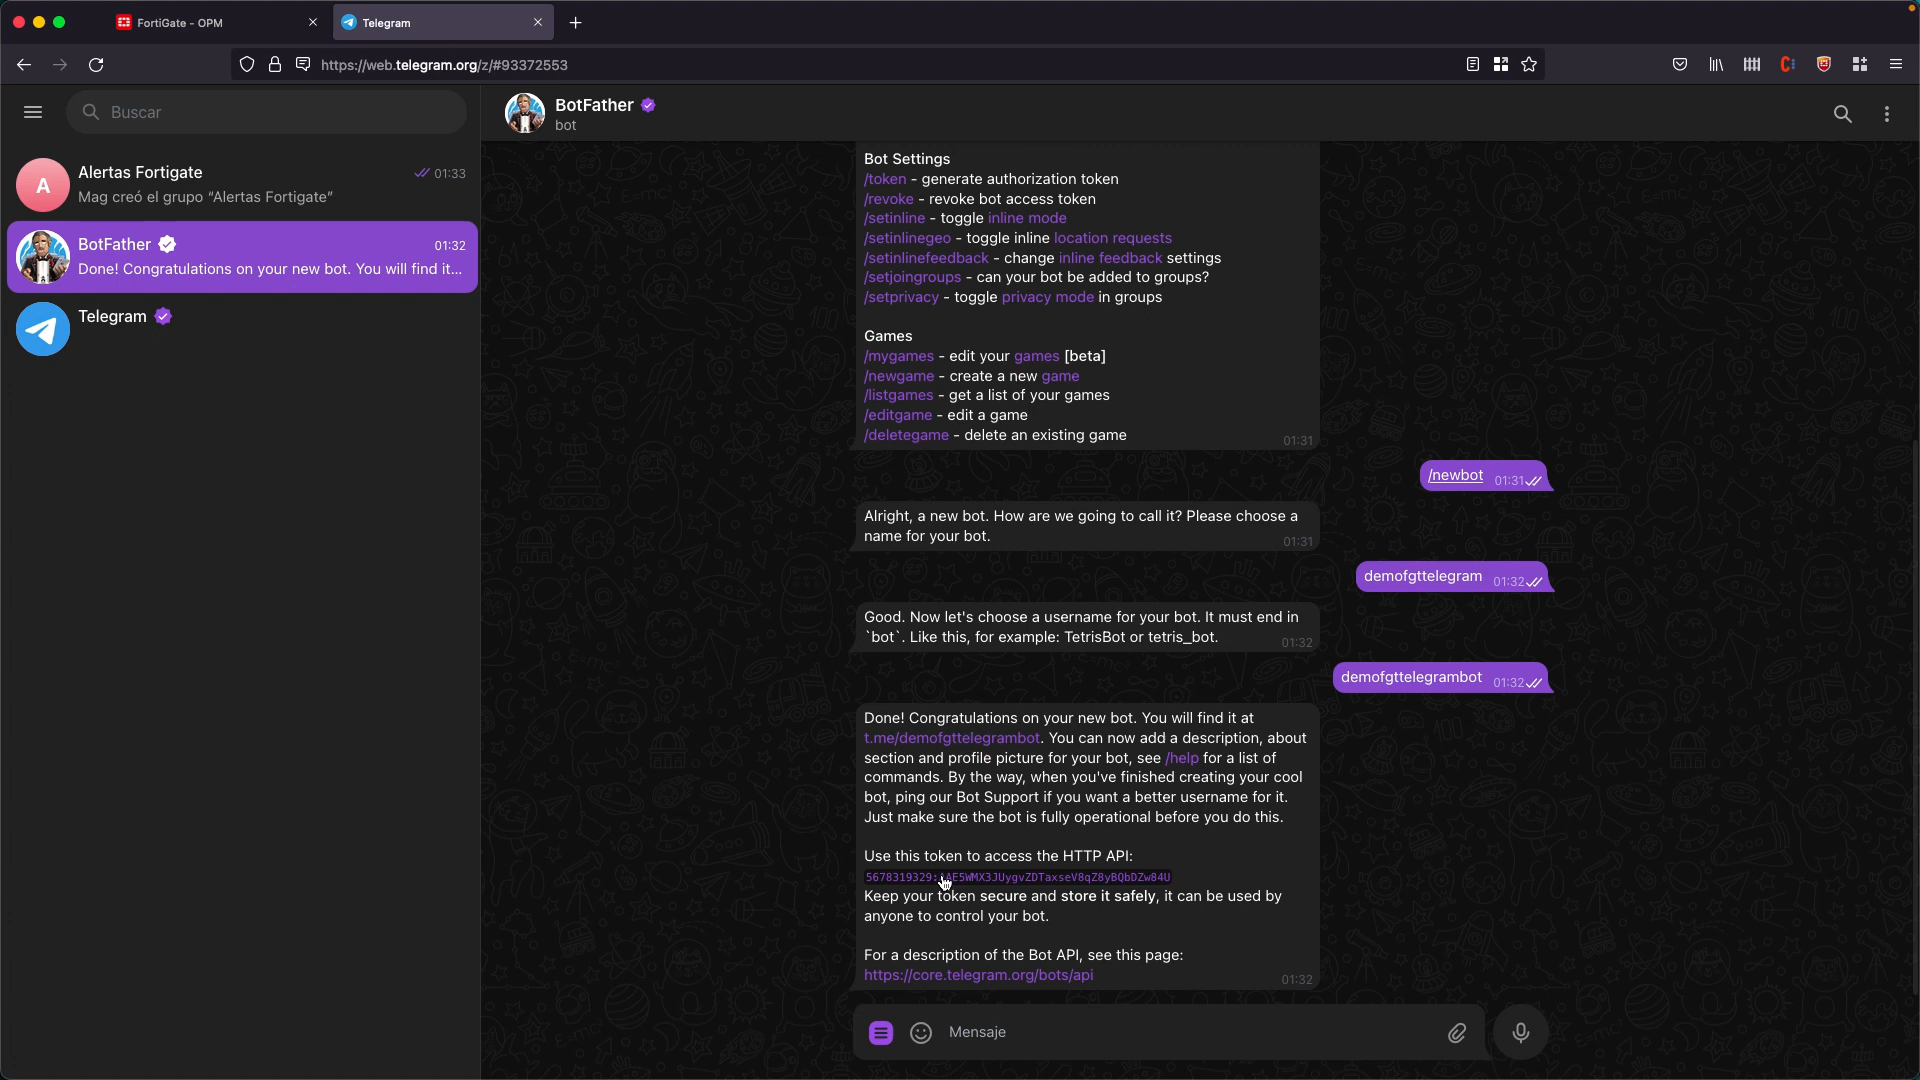 FortiGate - OPM
Telegram
https://web.telegram.org/z/#93372553
Buscar
Alertas Fortigate
01:33
Mag creó el grupo “Alertas Fortigate”
BotFather
01:32
Done! Congratulations on your new bot. You will find it...
Telegram
A
BotFather
bot
Bot Settings
/token - generate authorization token
/revoke - revoke bot access token
/setinline - toggle inline mode
/setinlinegeo - toggle inline location requests
/setinlinefeedback - change inline feedback settings
/setjoingroups - can your bot be added to groups?
/setprivacy - toggle privacy mode in groups
Games
/mygames - edit your games [beta]
/newgame - create a new game
/listgames - get a list of your games
/editgame - edit a game
/deletegame - delete an existing game
01:31
/newbot 01:31
Alright, a new bot. How are we going to call it? Please choose a
name for your bot.
01:31
demofgttelegram 01:32
Good. Now let's choose a username for your bot. It must end in
`bot`. Like this, for example: TetrisBot or tetris_bot.
01:32
demofgttelegrambot 01:32
Done! Congratulations on your new bot. You will find it at
t.me/demofgttelegrambot. You can now add a description, about
section and profile picture for your bot, see /help for a list of
commands. By the way, when you've finished creating your cool
bot, ping our Bot Support if you want a better username for it.
Just make sure the bot is fully operational before you do this.
Use this token to access the HTTP API:
Keep your token secure and store it safely, it can be used by
anyone to control your bot.
For a description of the Bot API, see this page:
https://core.telegram.org/bots/api
01:32
Mensaje